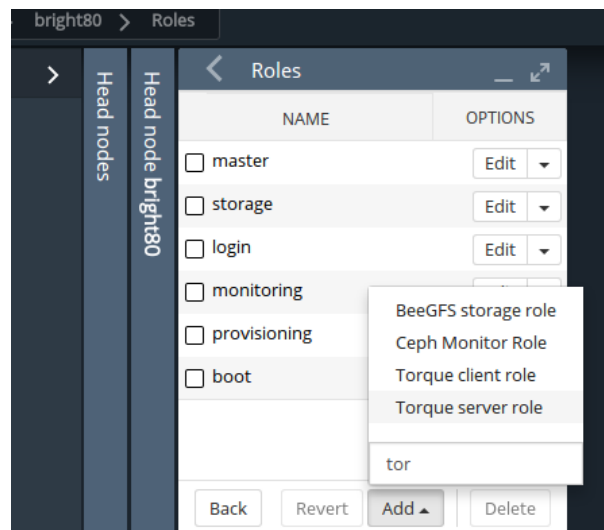 bright80 > Roles
Head nodes
Head node bright80
Roles
NAME OPTIONS
master Edit
storage Edit
login Edit
monitoring
provisioning
boot
BeeGFS storage role
Ceph Monitor Role
Torque client role
Torque server role
tor
Back Revert Add Delete